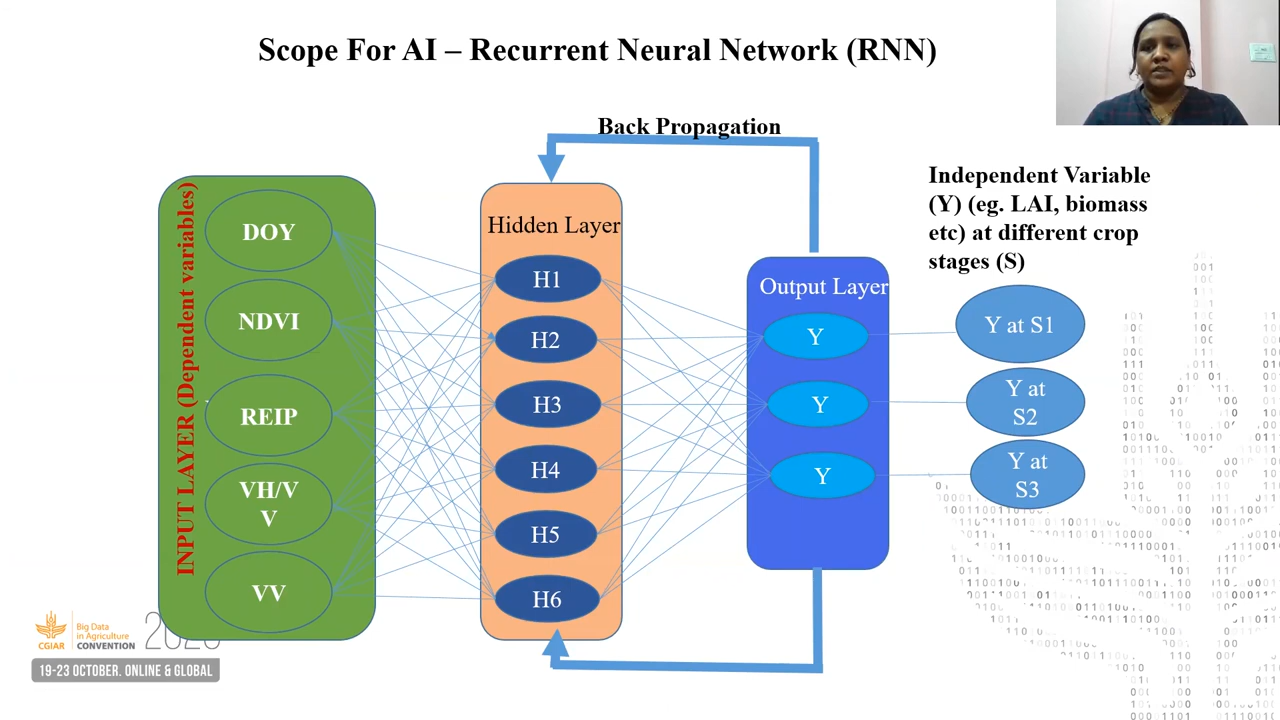 Scope For AI – Recurrent Neural Network (RNN)
Back Propagation
INPUT LAYER (Dependent variables)
DOY
NDVI
REIP
VH/V
V
VV
Hidden Layer
H1
H2
H3
H4
H5
H6
Output Layer
Y
Y
Y
Independent Variable
(Y) (eg. LAI, biomass
etc) at different crop
stages (S)
Y at S1
Y at
S2
Y at
S3
CGIAR
Big Data
in Agriculture
CONVENTION
19-23 OCTOBER. ONLINE & GLOBAL